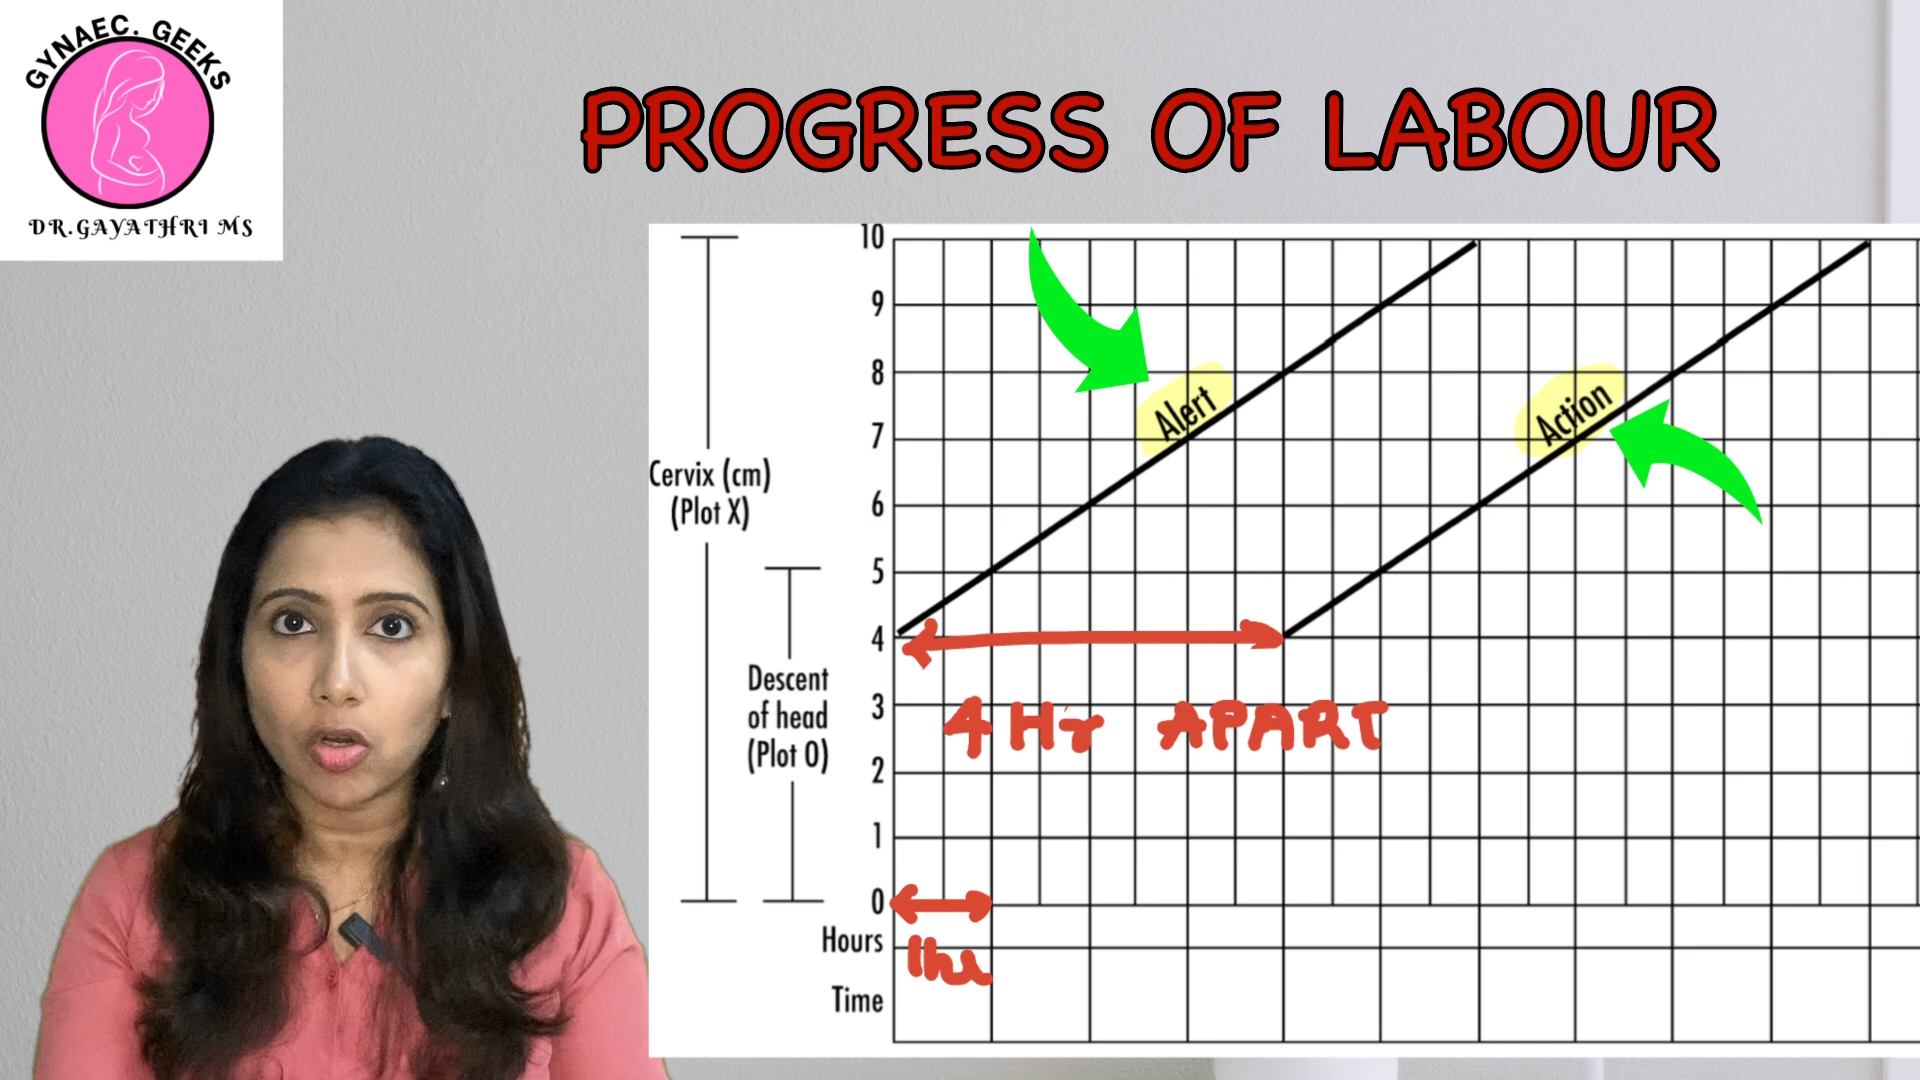 GYNAEC. GEEKS
DR.GAYATHRI MS
PROGRESS OF LABOUR
10
9
8
7
6
5
4
3
2
1
0
Alert
Action
Cervix (cm)
(Plot X)
Descent
of head
(Plot O)
4 Hr APART
Hours
1hr
Time